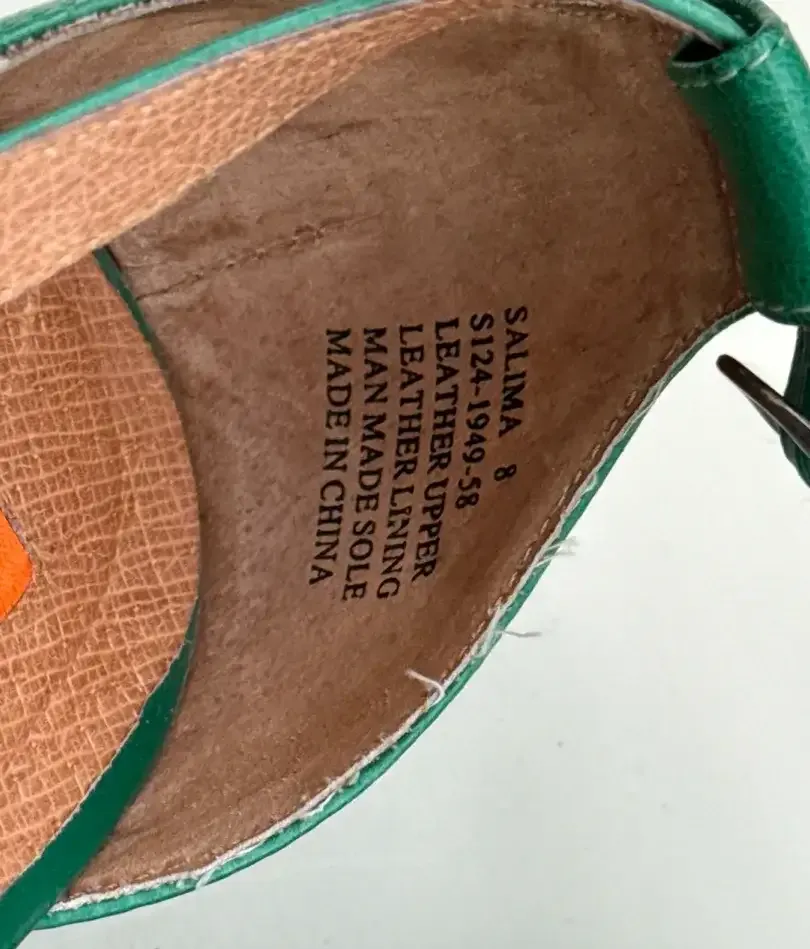 SALIMA 8
S124-1949-58
LEATHER UPPER
LEATHER LINING
MAN MADE SOLE
MADE IN CHINA